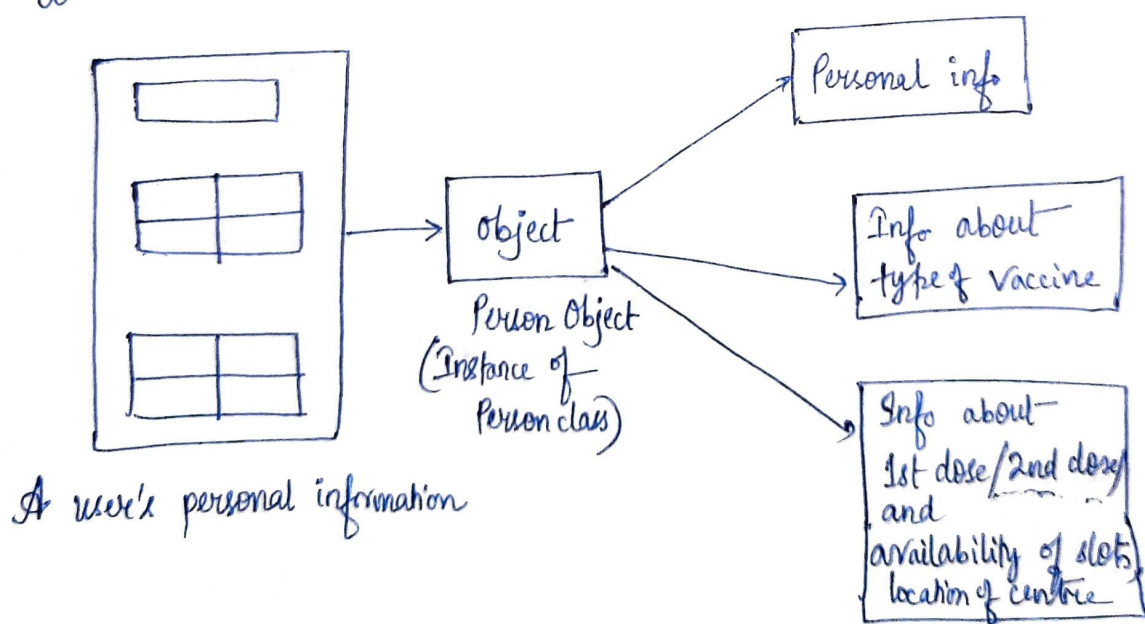 Personal info
object
Info about
type of Vaccine
Person Object
(Instance of
Person class)
Info about
1st dose/2nd dose/
and
availability of slots,
location of centre
A user's personal information